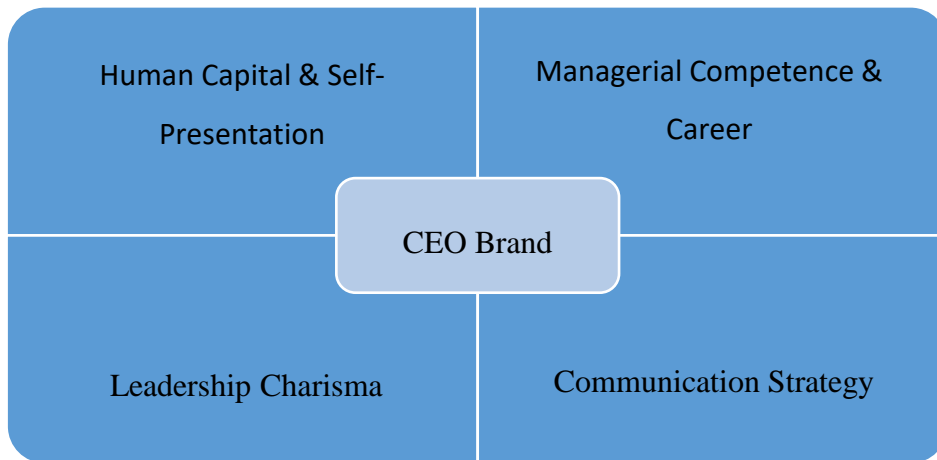 Human Capital & Self-
Presentation
Managerial Competence &
Career
CEO Brand
Leadership Charisma
Communication Strategy